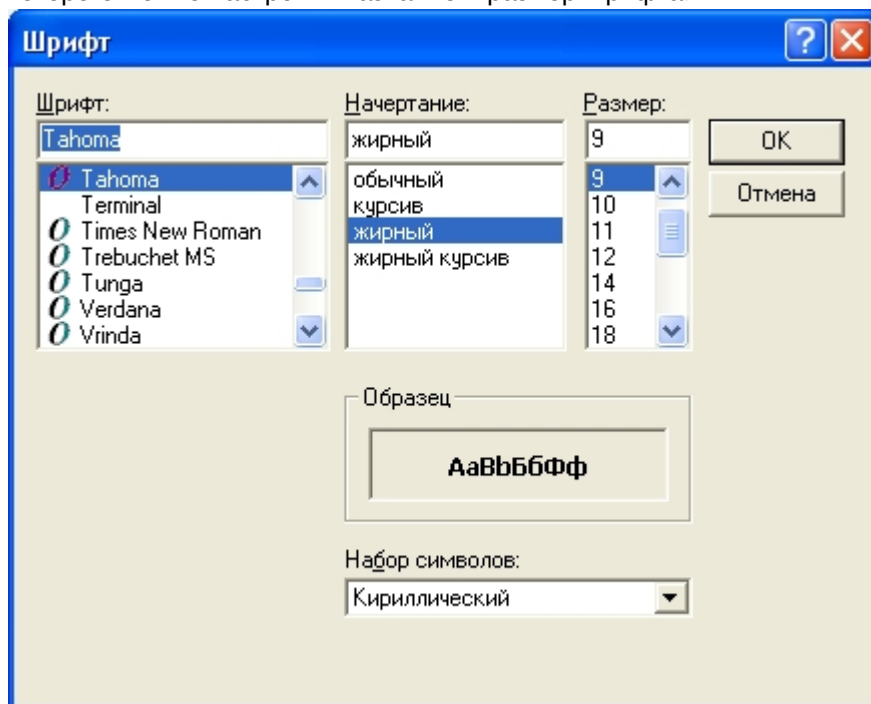 Шрифт
Шрифт:
Начертание:
Размер:
Tahoma
жирный
9
OK
Отмена
Tahoma
Terminal
Times New Roman
Trebuchet MS
Tunga
Verdana
Vrinda
обычный
курсив
жирный
жирный курсив
9
10
11
12
14
16
18
Образец
АаВbБбФф
Набор символов:
Кириллический